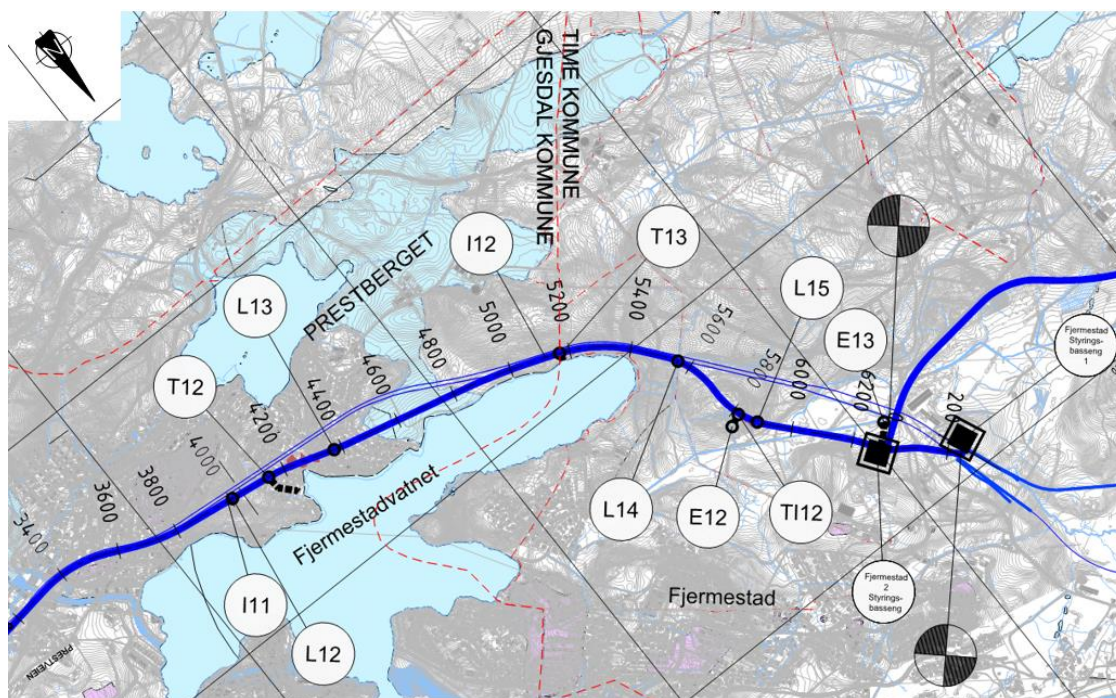 N
TIME KOMMUNE
GJESDAL KOMMUNE
I12
T13
PRESTBERGET
L13
L15
E13
T12
5200
5400
5000
5600
4800
4600
5800
6000
6200
200
4400
4200
4000
3800
3600
3400
Fjermestad
Styrings-
basseng
1
Fjermestadvatnet
L14
E12
TI12
I11
L12
Fjermestad
2
Styrings-
basseng
Fjermestad
PRESTVEIEN